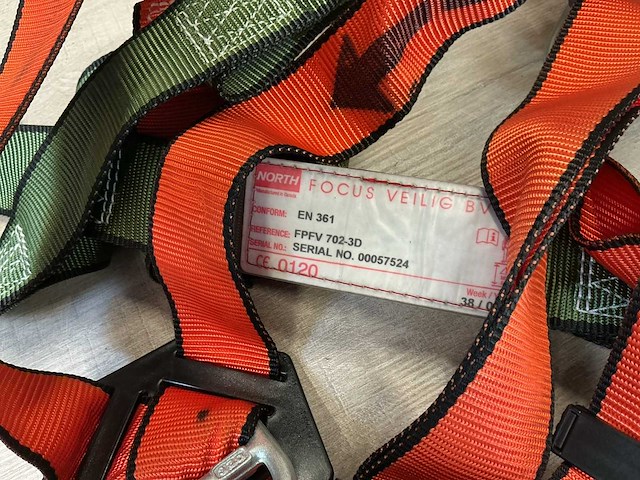 NORTH
FOCUS VEILIG BV
CONFORM: EN 361
REFERENCE: FPFV 702-3D
SERIAL NO.: SERIAL NO. 00057524
CE 0120
Week /
38 / 0